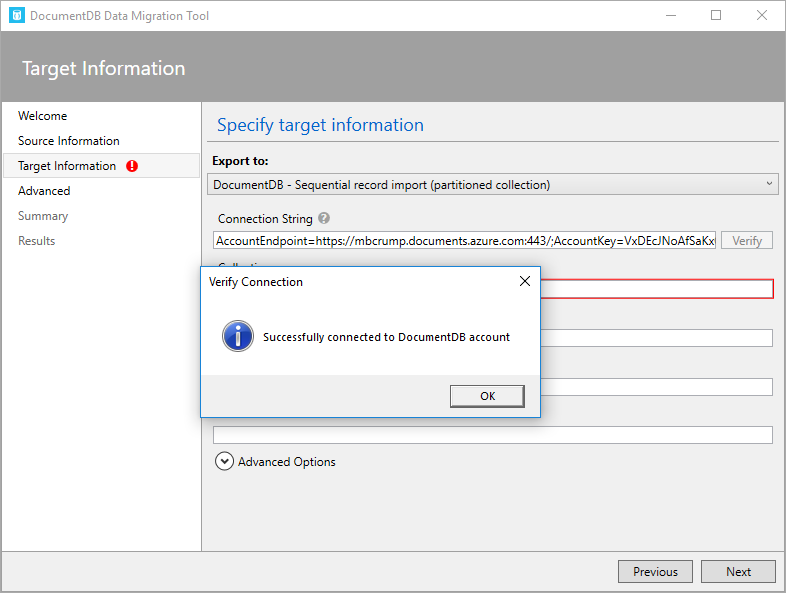 DocumentDB Data Migration Tool
Target Information
Welcome
Source Information
Target Information
Advanced
Summary
Results
Specify target information
Export to:
DocumentDB - Sequential record import (partitioned collection)
Connection String
AccountEndpoint=https://mbcrump.documents.azure.com:443/;AccountKey=VxDEcJNoAfSaKx
Verify
Verify Connection
Successfully connected to DocumentDB account
OK
Advanced Options
Previous
Next